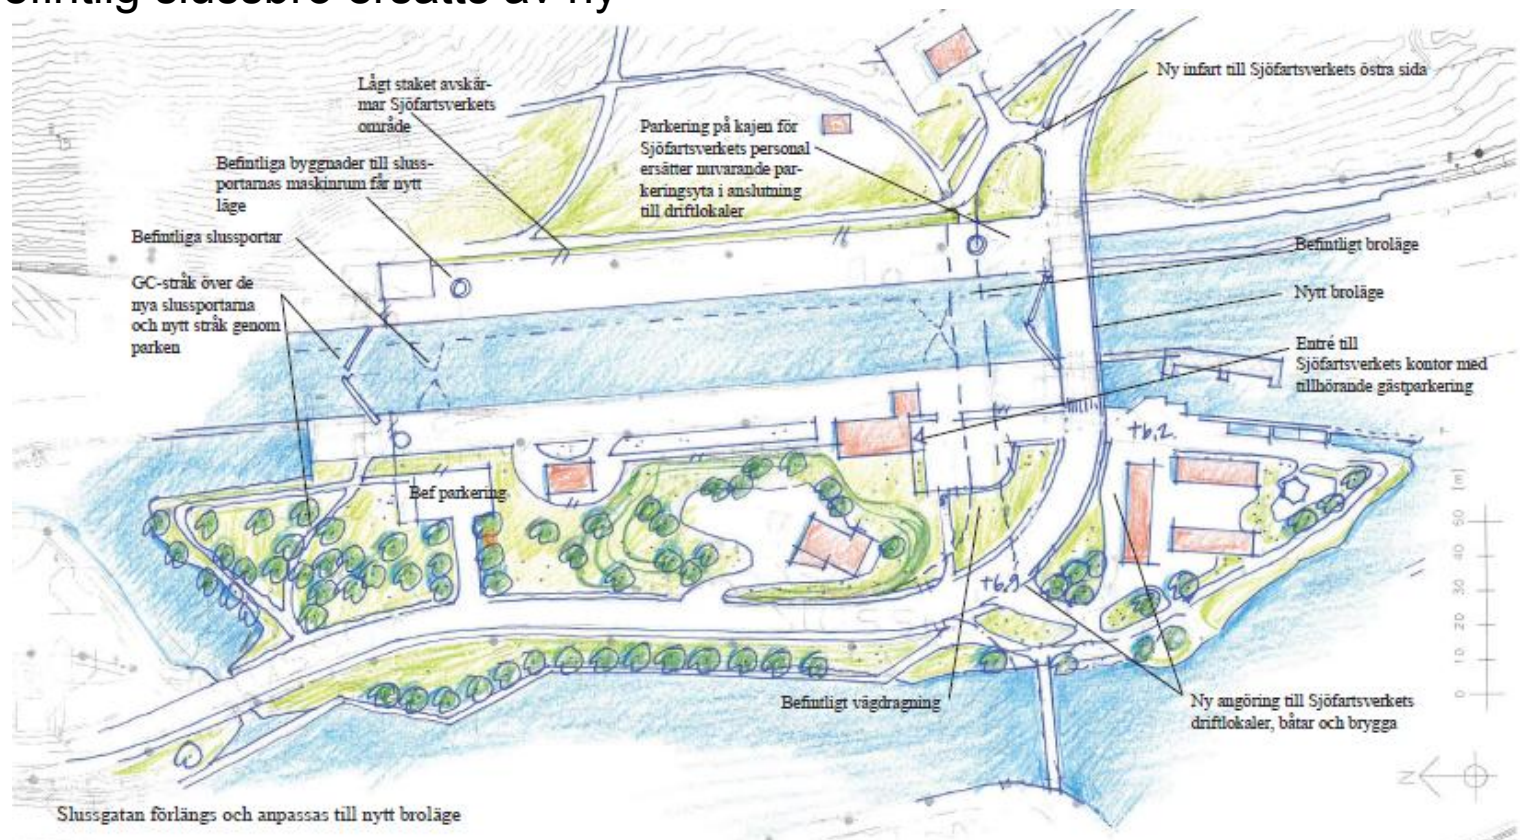 slussbro ersätts av ny
Lågt staket avskär-
mar Sjöfartsverkets
område
Ny infart till Sjöfartsverkets östra sida
Parkering på kajen för
Sjöfartsverkets personal
ersätter nuvarande par-
keringsyta i anslutning
till driftlokaler
Befintliga byggnader till sluss-
portarnas maskinrum får nytt
läge
Befintliga slussportar
GC-stråk över de
nya slussportarna
och nytt stråk genom
parken
Befintligt broläge
Nytt broläge
Entré till
Sjöfartsverkets kontor med
tillhörande gästparkering
+6,2
Bef parkering
+6,9
[m]
50
40
30
20
10
0
Befintligt vägdragning
Ny angöring till Sjöfartsverkets
driftlokaler, båtar och brygga
N
Slussgatan förlängs och anpassas till nytt broläge